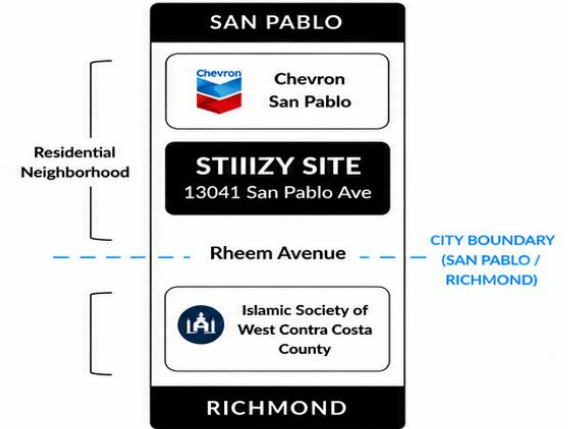 SAN PABLO
Chevron
Chevron
San Pablo
Residential
Neighborhood
STIIIZY SITE
13041 San Pablo Ave
Rheem Avenue
CITY BOUNDARY
(SAN PABLO /
RICHMOND)
Islamic Society of
West Contra Costa
County
RICHMOND